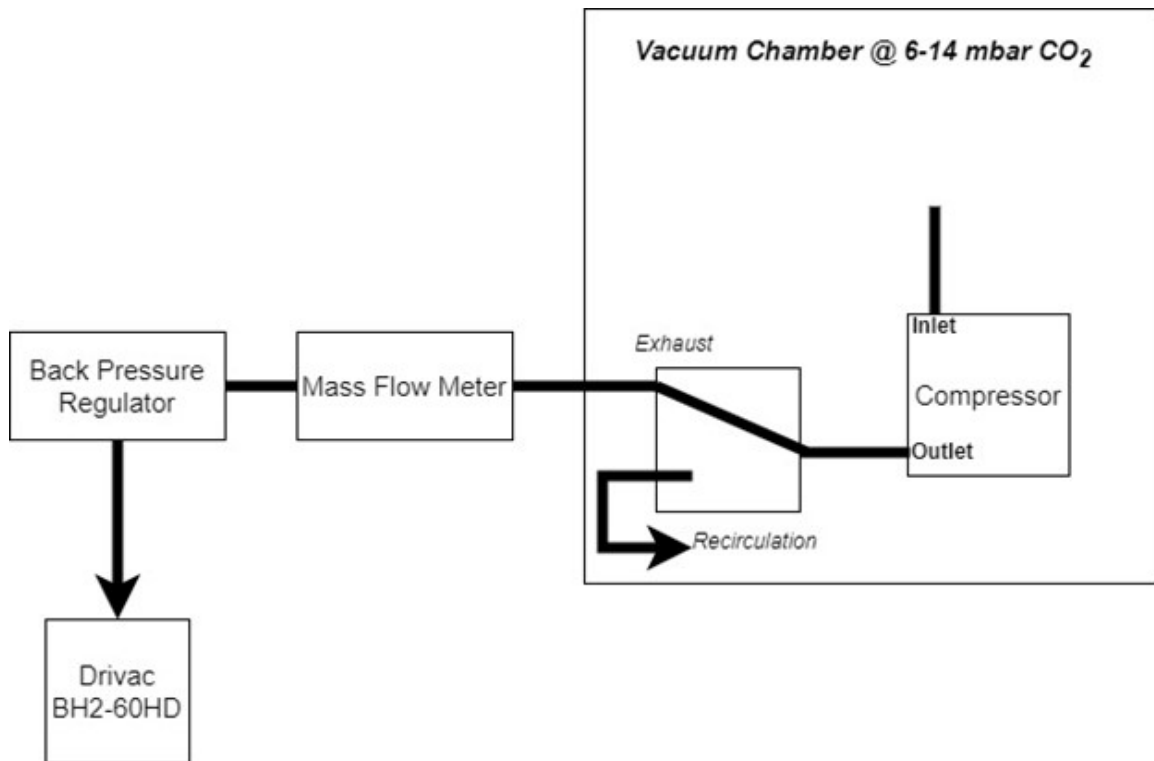 Vacuum Chamber @ 6-14 mbar CO₂
Inlet
Compressor
Outlet
Exhaust
Recirculation
Mass Flow Meter
Back Pressure
Regulator
Drivac
BH2-60HD